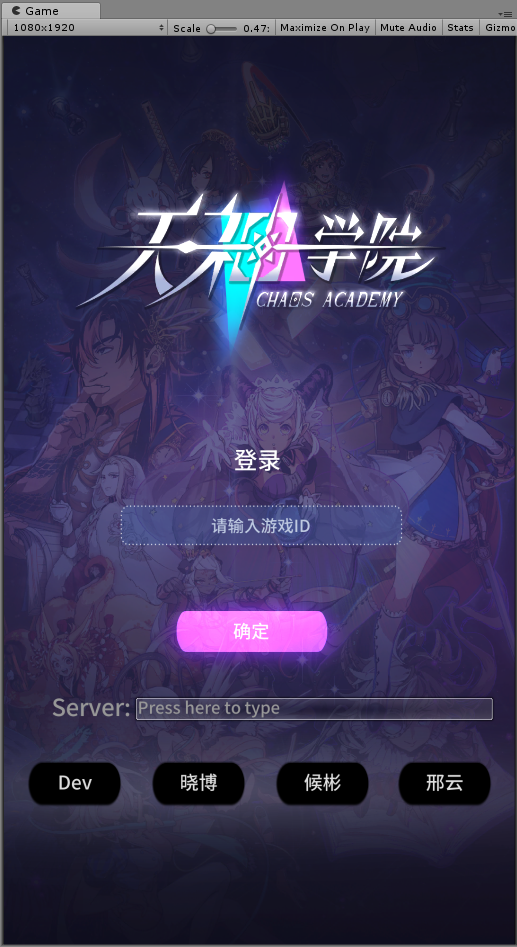 Game
1080x1920 Scale 0.47: Maximize On Play Mute Audio Stats Gizmo
天神学院
CHAOS ACADEMY
登录
请输入游戏ID
确定
Server: Press here to type
Dev 晓博 候彬 邢云